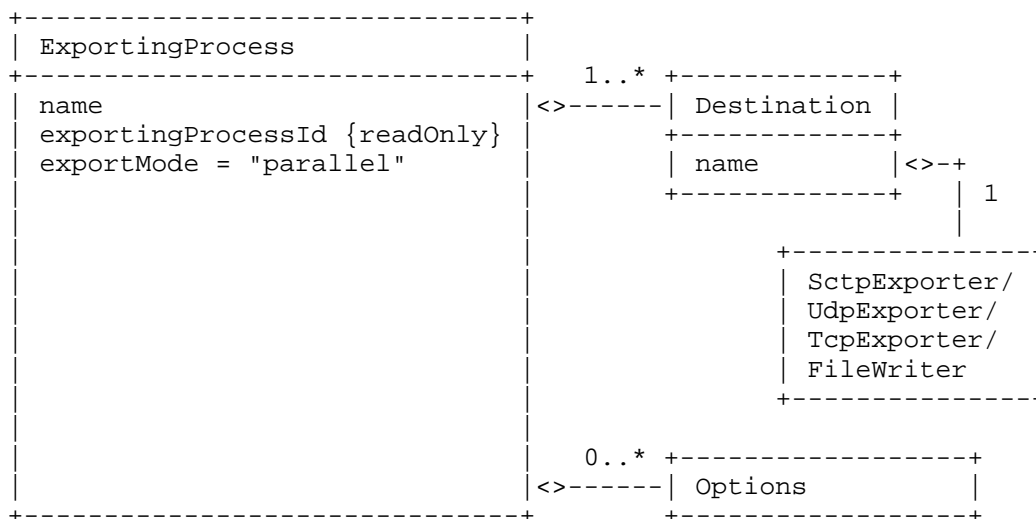 +-------------------------------+
| ExportingProcess              |
+-------------------------------+   1..* +-------------+
| name                          |<>------| Destination |
| exportingProcessId {readOnly} |        +-------------+
| exportMode = "parallel"       |        | name        |<>-+
|                               |        +-------------+   | 1
|                               |                          |
|                               |               +---------------
|                               |               | SctpExporter/
|                               |               | UdpExporter/
|                               |               | TcpExporter/
|                               |               | FileWriter
|                               |               +---------------
|                               |
|                               |   0..* +------------------+
|                               |<>------| Options          |
+-------------------------------+        +------------------+